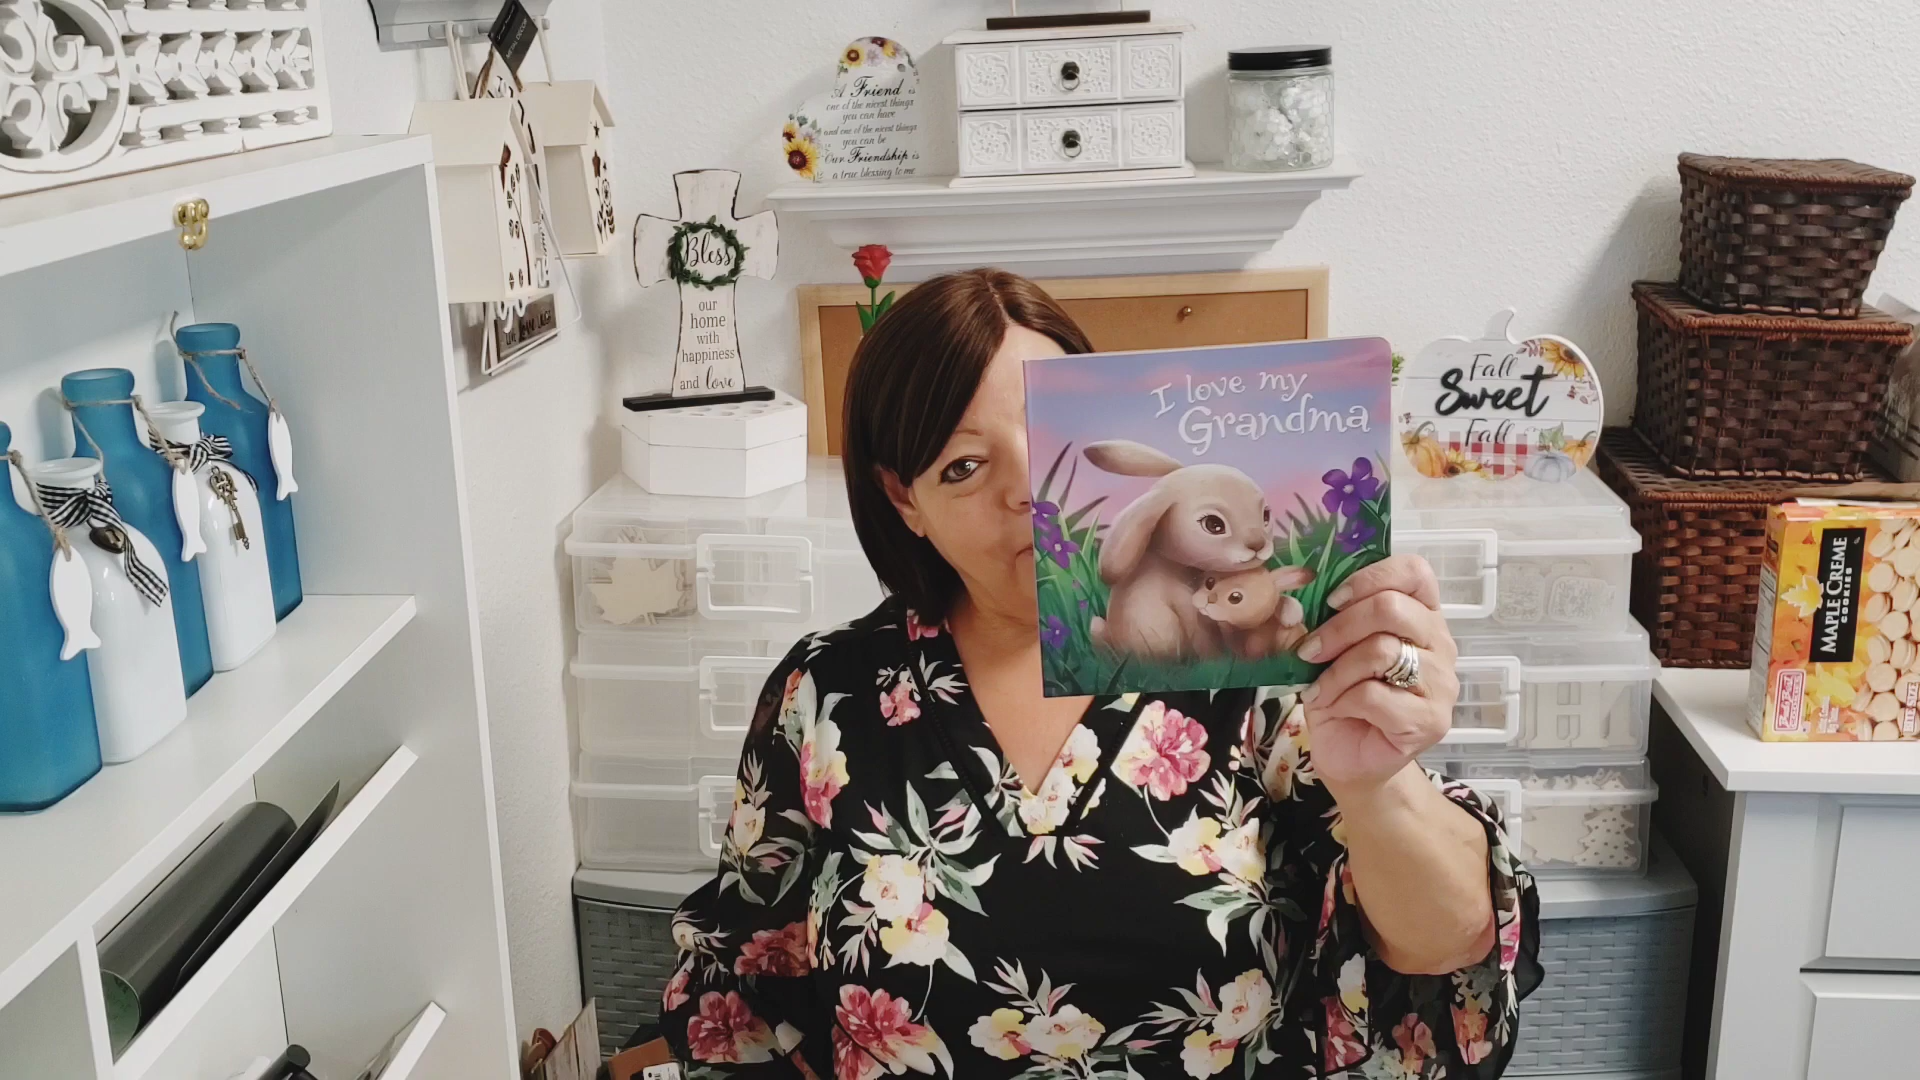 METAL DECOR
A Friend is
one of the nicest things
you can have
and one of the nicest things
you can be
Our Friendship is
a true blessing to me
Bless
our
home
with
happiness
and love
I love my
Grandma
Fall
Sweet
Fall
MAPLE CREME
COOKIES